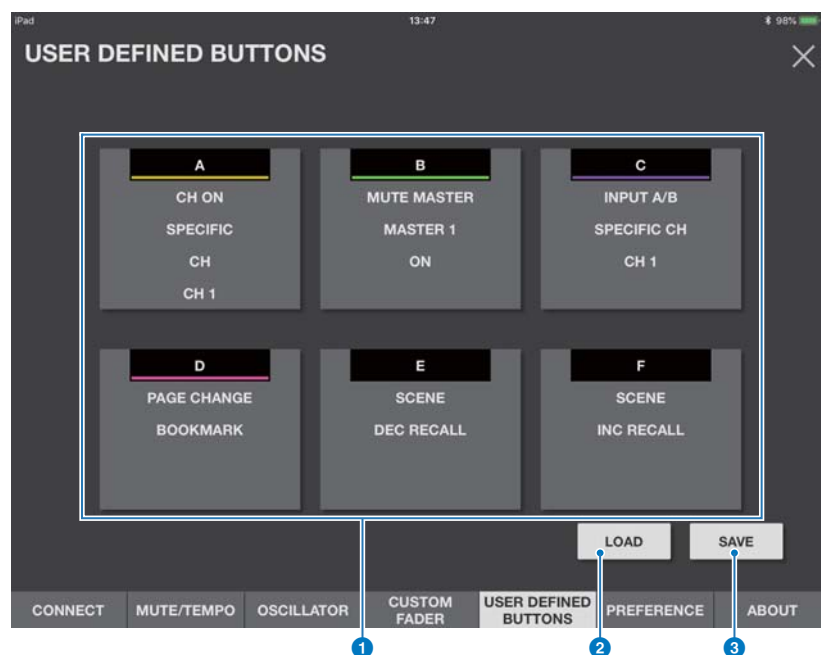 iPad 13:47 98%
USER DEFINED BUTTONS
A B C
CH ON MUTE MASTER INPUT A/B
SPECIFIC MASTER 1 SPECIFIC CH
CH ON CH 1
CH 1
D E F
PAGE CHANGE SCENE SCENE
BOOKMARK DEC RECALL INC RECALL
LOAD SAVE
CONNECT MUTE/TEMPO OSCILLATOR CUSTOM FADER USER DEFINED BUTTONS PREFERENCE ABOUT
1 2 3